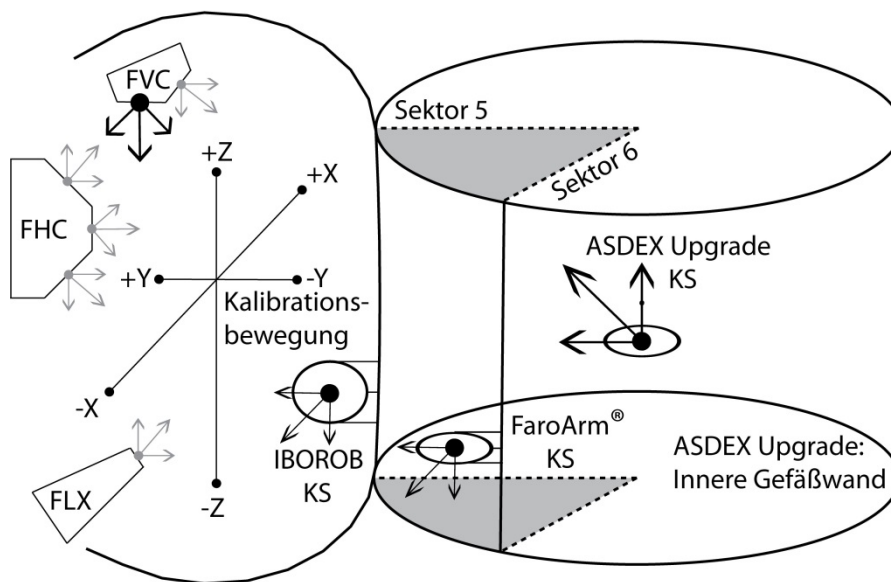 FVC
Sektor 5
+Z
+X
Sektor 6
FHC
ASDEX Upgrade
KS
+Y
-Y
Kalibrations-
bewegung
-X
FaroArm®
KS
ASDEX Upgrade:
Innere Gefäßwand
IBOROB
KS
FLX
-Z